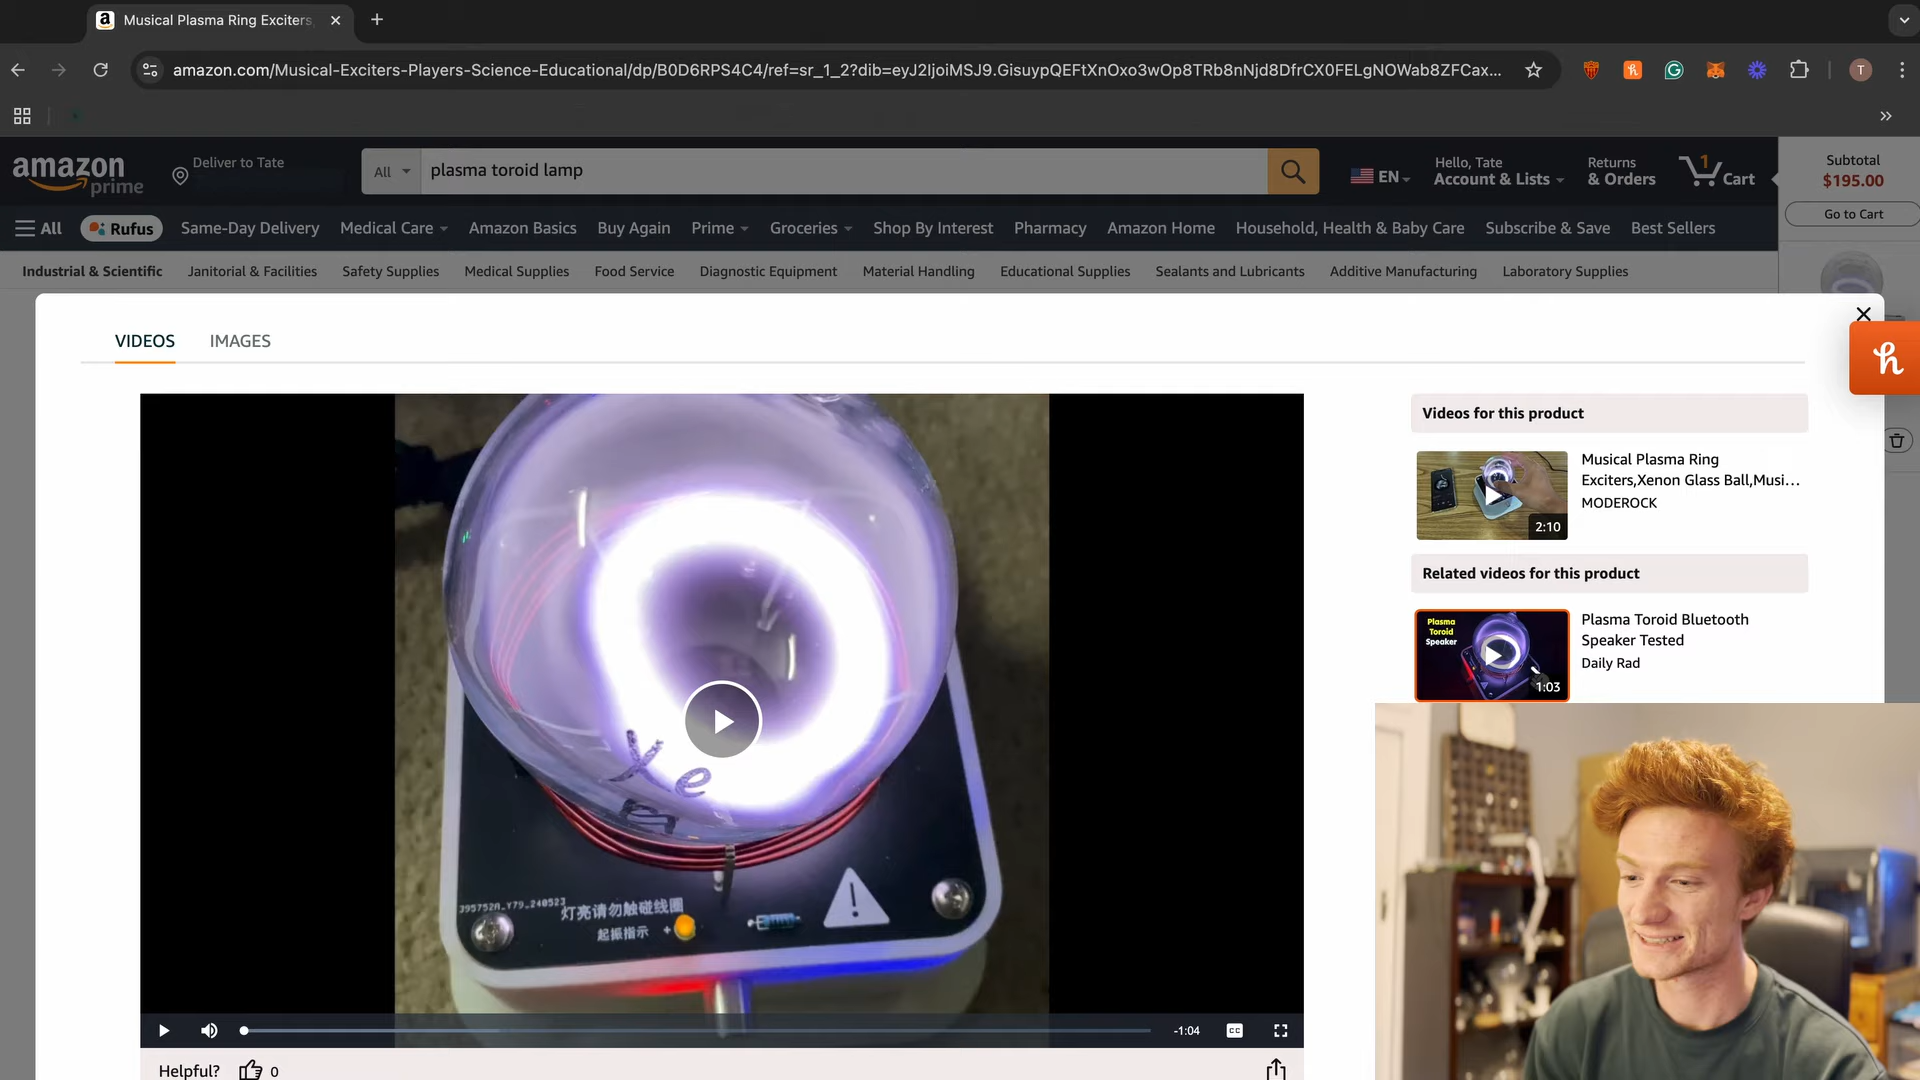 Musical Plasma Ring Exciters,
amazon.com/Musical-Exciters-Players-Science-Educational/dp/B0D6RPS4C4/ref=sr_1_2?dib=eyJ2IjoiMSJ9.GisuypQEFtXnOxo3wOp8TRb8nNjd8DfrCX0FELgNOWab8ZFCax...
T
amazon prime
Deliver to Tate
All
plasma toroid lamp
EN
Hello, Tate
Account & Lists
Returns
& Orders
1
Cart
Subtotal
$195.00
Go to Cart
All
Rufus
Same-Day Delivery
Medical Care
Amazon Basics
Buy Again
Prime
Groceries
Shop By Interest
Pharmacy
Amazon Home
Household, Health & Baby Care
Subscribe & Save
Best Sellers
Industrial & Scientific
Janitorial & Facilities
Safety Supplies
Medical Supplies
Food Service
Diagnostic Equipment
Material Handling
Educational Supplies
Sealants and Lubricants
Additive Manufacturing
Laboratory Supplies
VIDEOS
IMAGES
Xe
395752A_Y79_240523
灯亮请勿触碰线圈
起振指示 +
-1:04
CC
Helpful?
0
Videos for this product
2:10
Musical Plasma Ring
Exciters,Xenon Glass Ball,Musi...
MODEROCK
Related videos for this product
Plasma
Toroid
Speaker
1:03
Plasma Toroid Bluetooth
Speaker Tested
Daily Rad